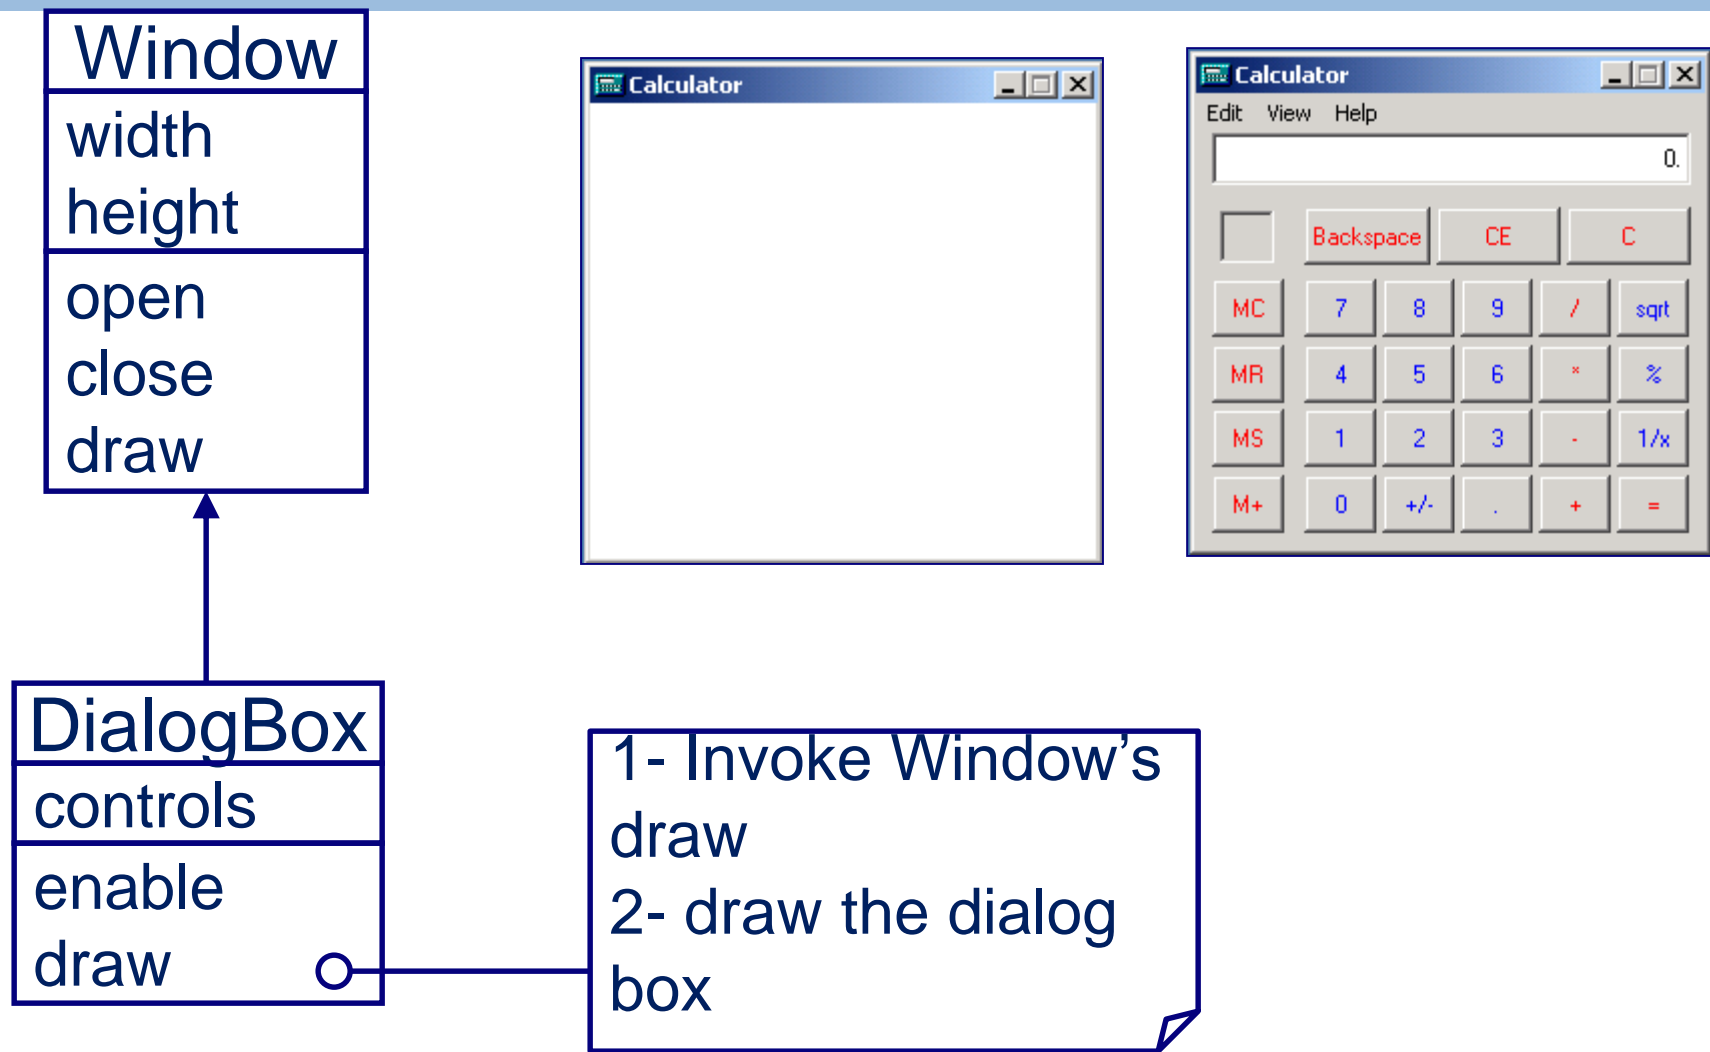 Window
width
height
open
close
draw
Calculator
Calculator
Edit View Help
0.
Backspace CE C
MC 7 8 9 / sqrt
MR 4 5 6 * %
MS 1 2 3 - 1/x
M+ 0 +/- . + =
DialogBox
controls
enable
draw
1- Invoke Window’s
draw
2- draw the dialog
box